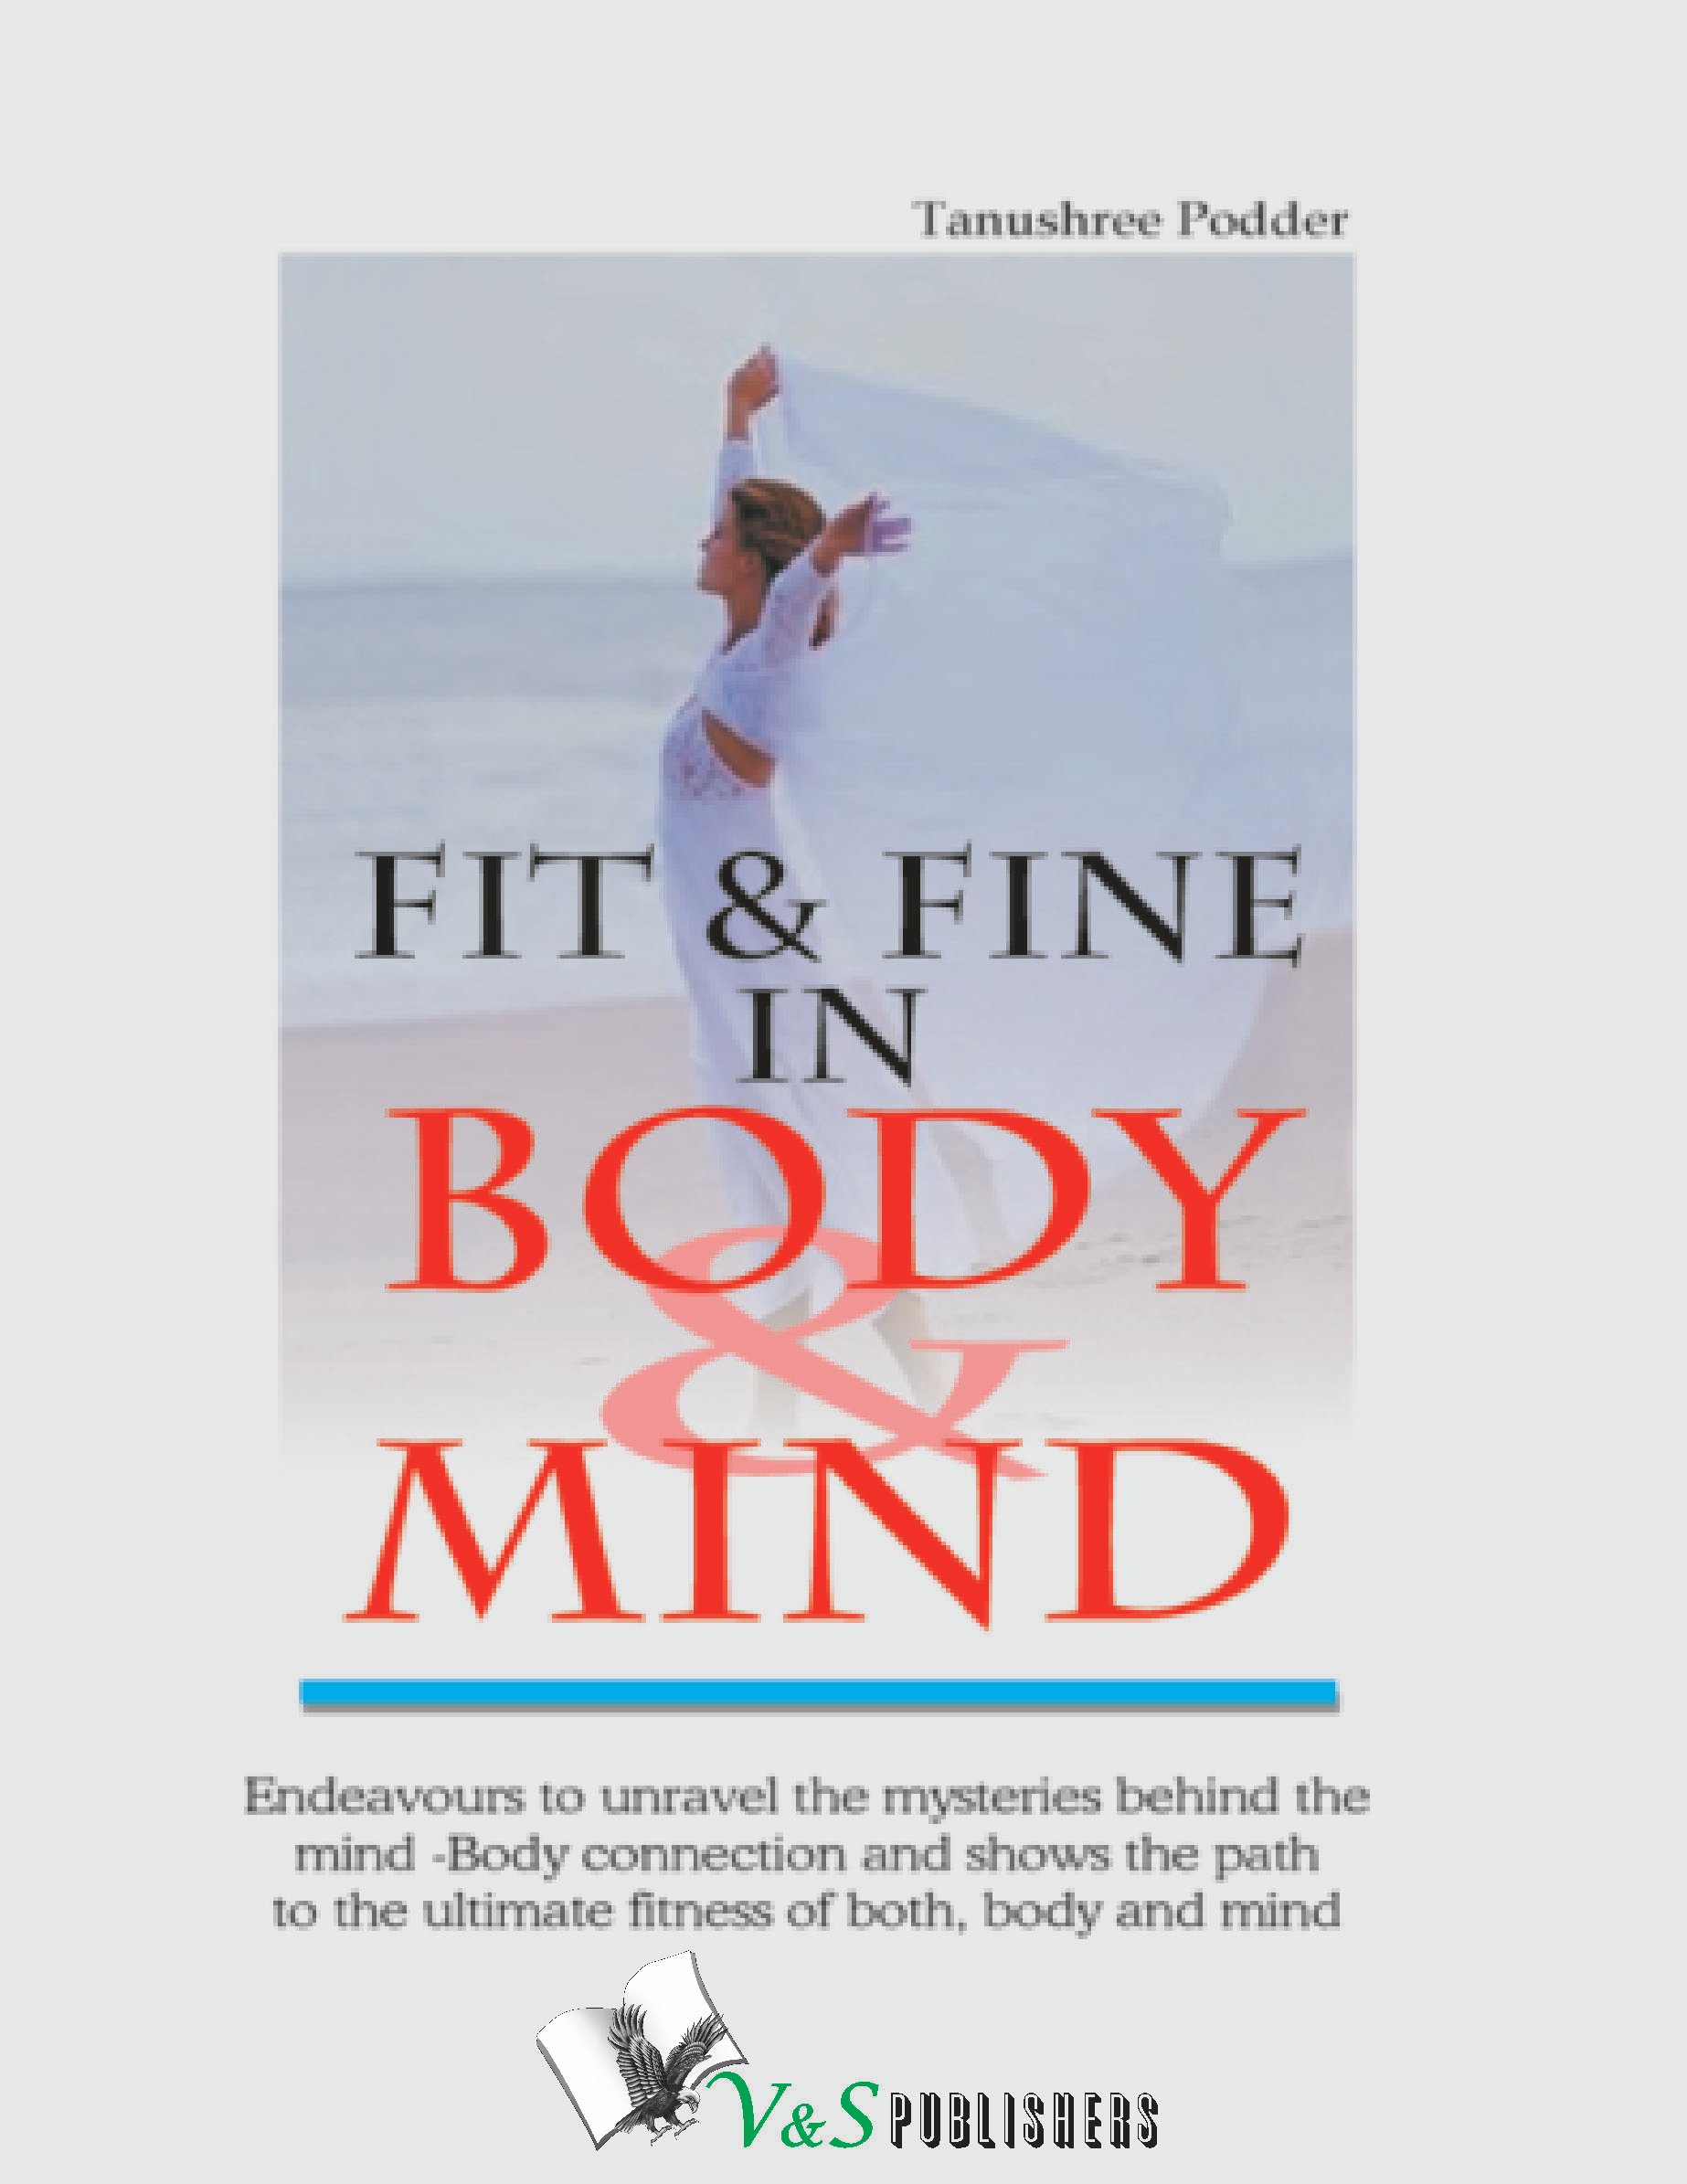 Tanushree Podder
FIT & FINE
IN
BODY
&
MIND
Endeavours to unravel the mysteries behind the
mind -Body connection and shows the path
to the ultimate fitness of both, body and mind
V&S PUBLISHERS